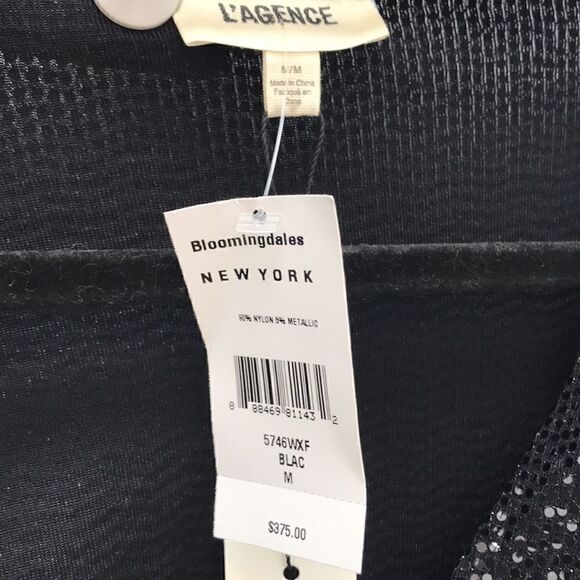 L'AGENCE
M/M
Made in China
Fabriqué en
Chine
Bloomingdales
NEW YORK
90% NYLON 5% METALLIC
8 88469 81143 2
5746WXF
BLAC
M
$375.00